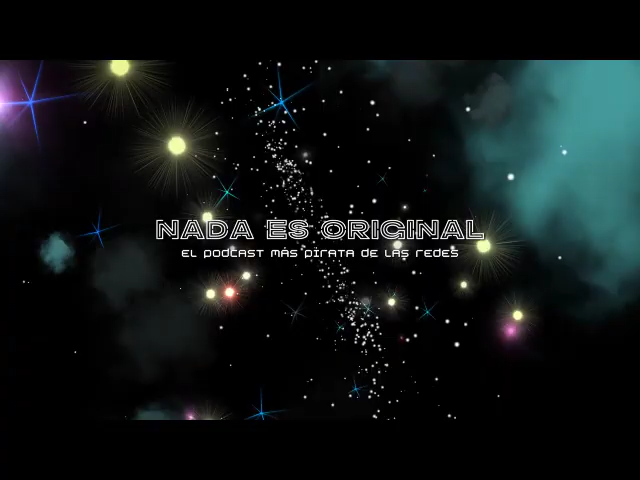 NADA ES ORIGINAL
EL PODCAST MÁS PIRATA DE LAS REDES